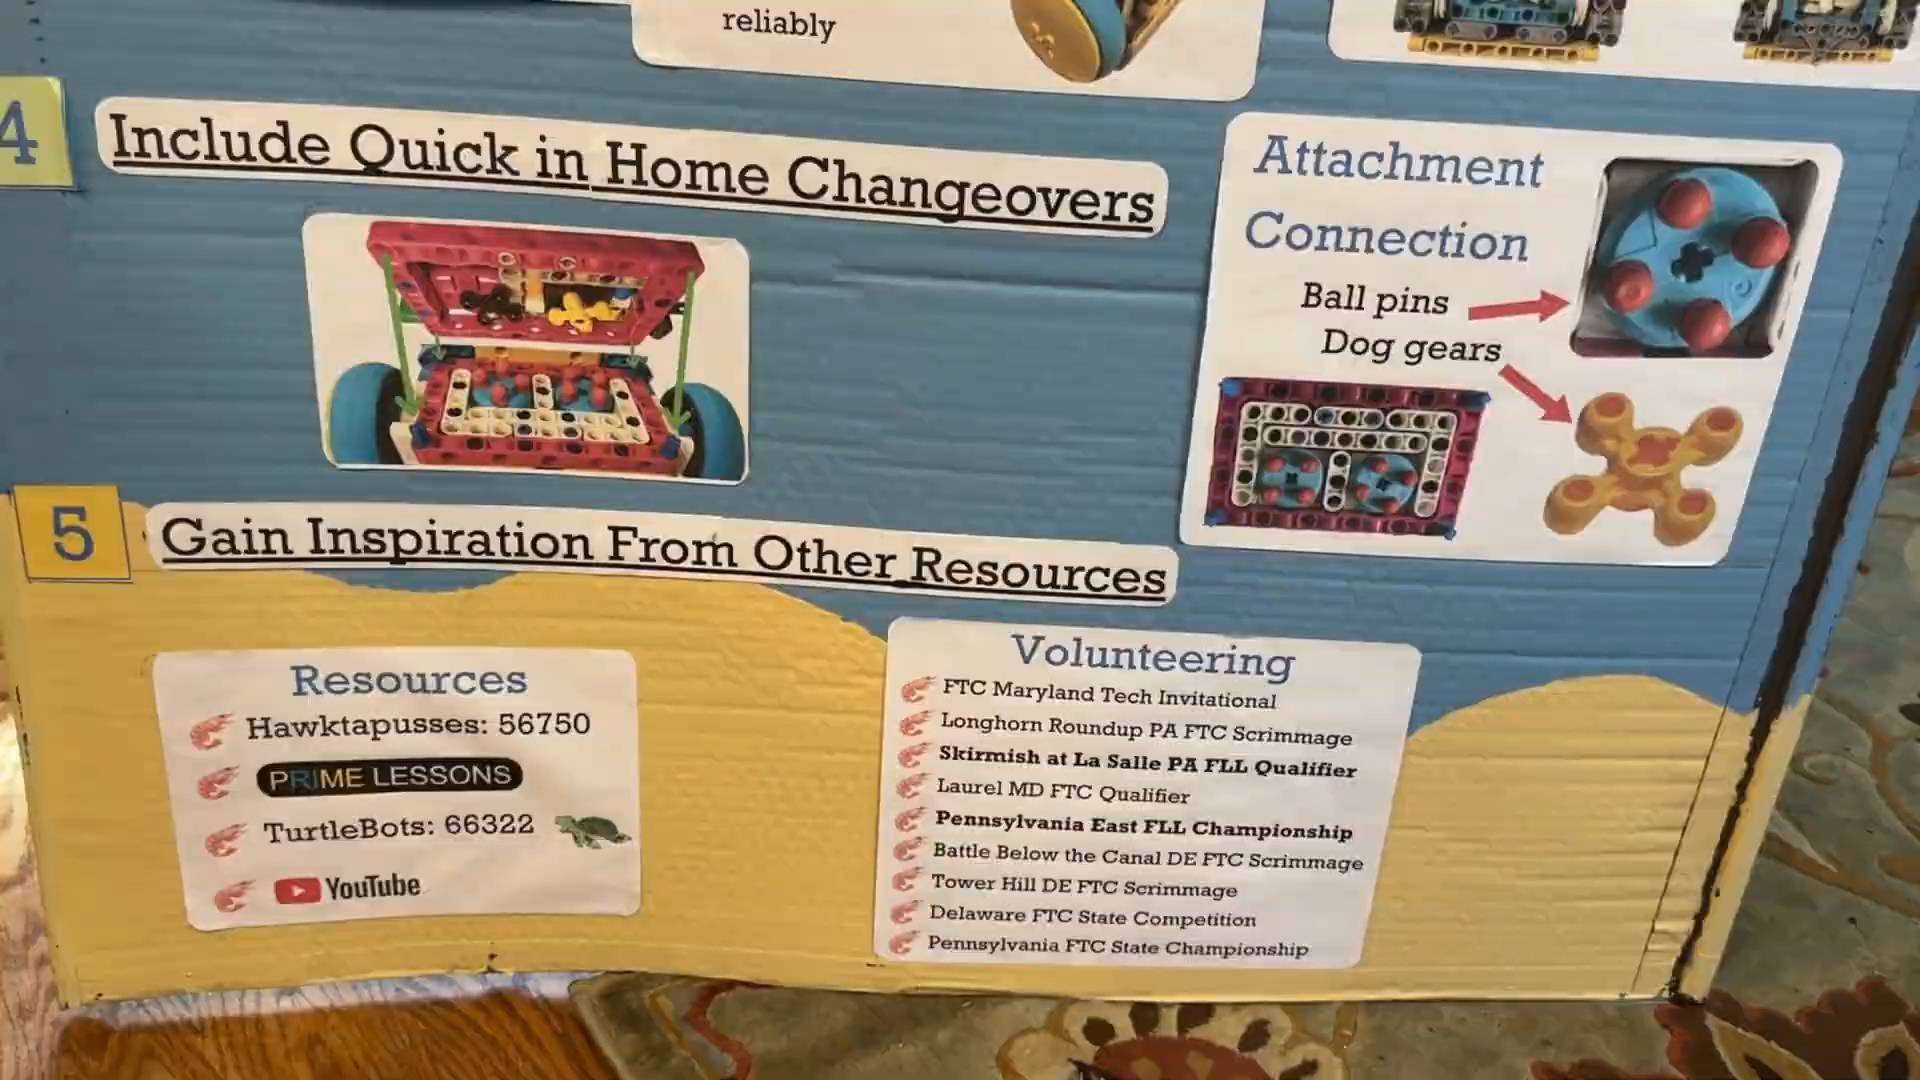 reliably
4
Include Quick in Home Changeovers
Attachment
Connection
Ball pins
Dog gears
5
Gain Inspiration From Other Resources
Resources
Hawktapusses: 56750
PRIME LESSONS
TurtleBots: 66322
YouTube
Volunteering
FTC Maryland Tech Invitational
Longhorn Roundup PA FTC Scrimmage
Skirmish at La Salle PA FLL Qualifier
Laurel MD FTC Qualifier
Pennsylvania East FLL Championship
Battle Below the Canal DE FTC Scrimmage
Tower Hill DE FTC Scrimmage
Delaware FTC State Competition
Pennsylvania FTC State Championship